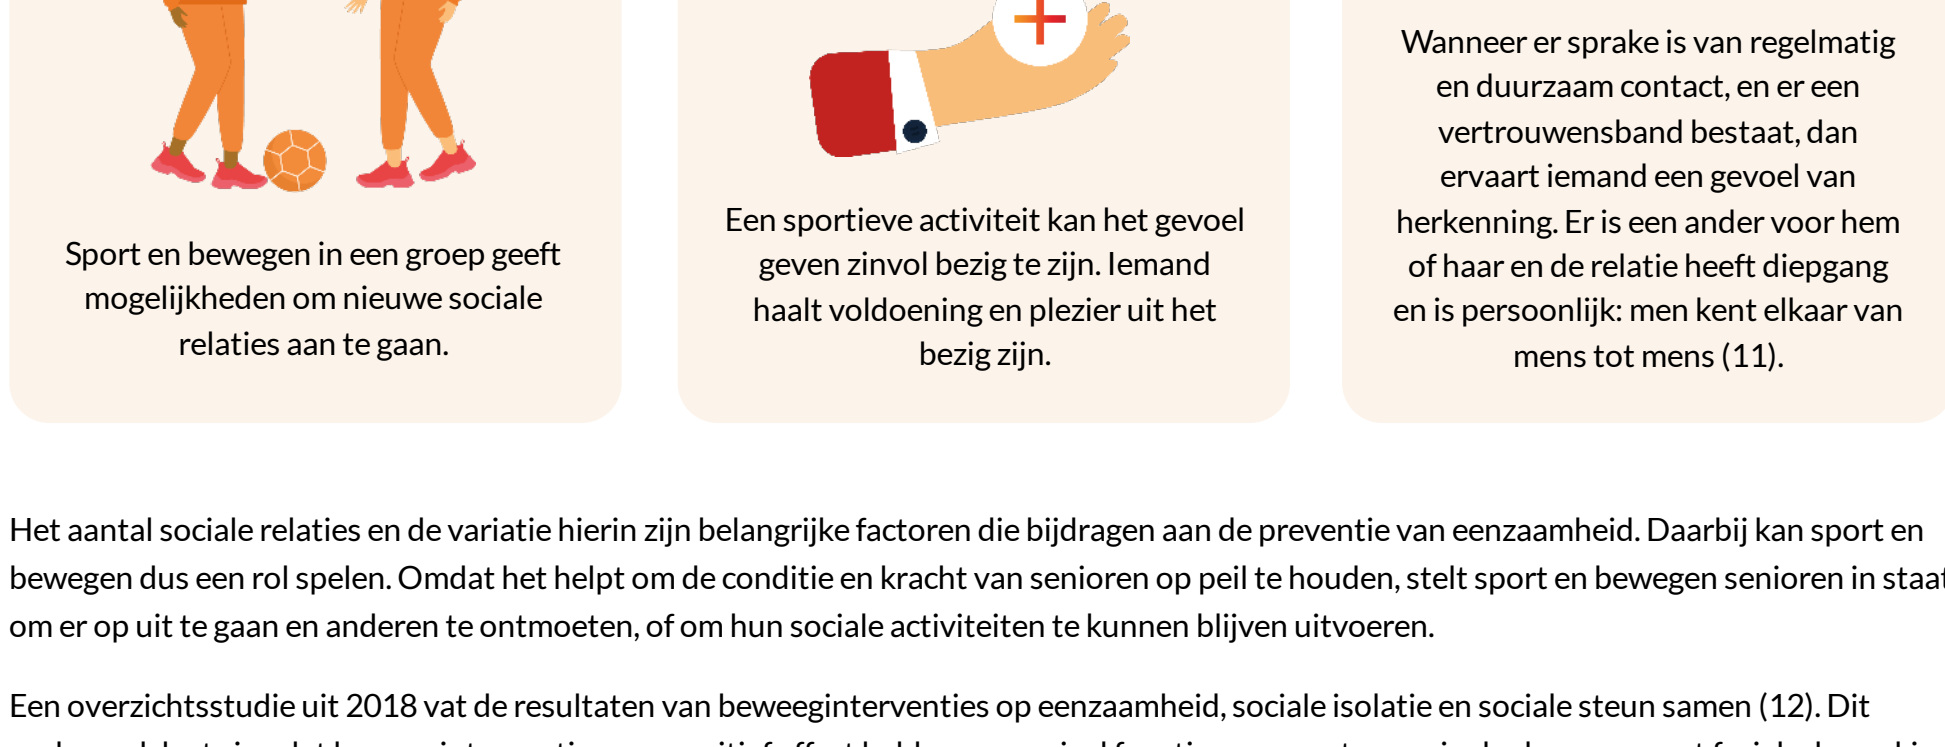 Sport en bewegen in een groep geeft
mogelijkheden om nieuwe sociale
relaties aan te gaan.
Een sportieve activiteit kan het gevoel
geven zinvol bezig te zijn. Iemand
haalt voldoening en plezier uit het
bezig zijn.
Wanneer er sprake is van regelmatig
en duurzaam contact, en er een
vertrouwensband bestaat, dan
ervaart iemand een gevoel van
herkenning. Er is een ander voor hem
of haar en de relatie heeft diepgang
en is persoonlijk: men kent elkaar van
mens tot mens (11).
Het aantal sociale relaties en de variatie hierin zijn belangrijke factoren die bijdragen aan de preventie van eenzaamheid. Daarbij kan sport en
bewegen dus een rol spelen. Omdat het helpt om de conditie en kracht van senioren op peil te houden, stelt sport en bewegen senioren in staat
om er op uit te gaan en anderen te ontmoeten, of om hun sociale activiteiten te kunnen blijven uitvoeren.
Een overzichtsstudie uit 2018 vat de resultaten van beweeginterventies op eenzaamheid, sociale isolatie en sociale steun samen (12). Dit